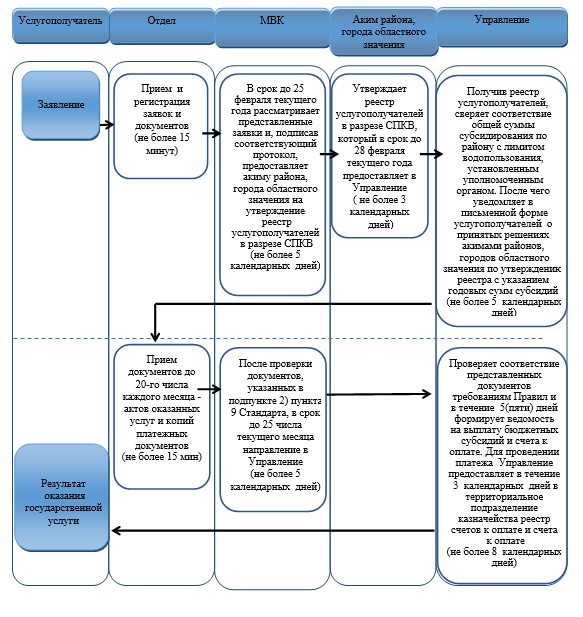 Услугополучатель
Отдел
МВК
Аким района,
города областного
значения
Управление
Заявление
Прием и
регистрация
заявок и
документов
(не более 15
минут)
В срок до 25
февраля текущего
года рассматривает
представленные
заявки и, подписав
соответствующий
протокол,
предоставляет
акиму района,
города областного
значения на
утверждение
реестр
услугополучателей
в разрезе СПКВ
(не более 5
календарных дней)
Утверждает
реестр
услугополучателей
в разрезе СПКВ,
который в срок до
28 февраля
текущего года
предоставляет в
Управление
( не более 3
календарных
дней)
Получив реестр
услугополучателей,
сверяет соответствие
общей суммы
субсидирования по
району с лимитом
водопользования,
установленным
уполномоченным
органом. После чего
уведомляет в
письменной форме
услугополучателей о
принятых решениях
акимами районов,
городов областного
значения по утверждению
реестра с указанием
годовых сумм субсидий
(не более 5 календарных
дней)
Прием
документов до
20-го числа
каждого месяца -
актов оказанных
услуг и копий
платежных
документов
(не более 15 мин)
После проверки
документов,
указанных в
подпункте 2) пункта
9 Стандарта, в срок
до 25 числа
текущего месяца
направление в
Управление
(не более 5
календарных дней)
Проверяет соответствие
представленных
документов
требованиям Правил и
в течение 5(пяти) дней
формирует ведомость
на выплату бюджетных
субсидий и счета к
оплате. Для проведения
платежа Управление
предоставляет в течение
3 календарных дней в
территориальное
подразделение
казначейства реестр
счетов к оплате и счета
к оплате
(не более 8 календарных
дней)
Результат
оказания
государственной
услуги